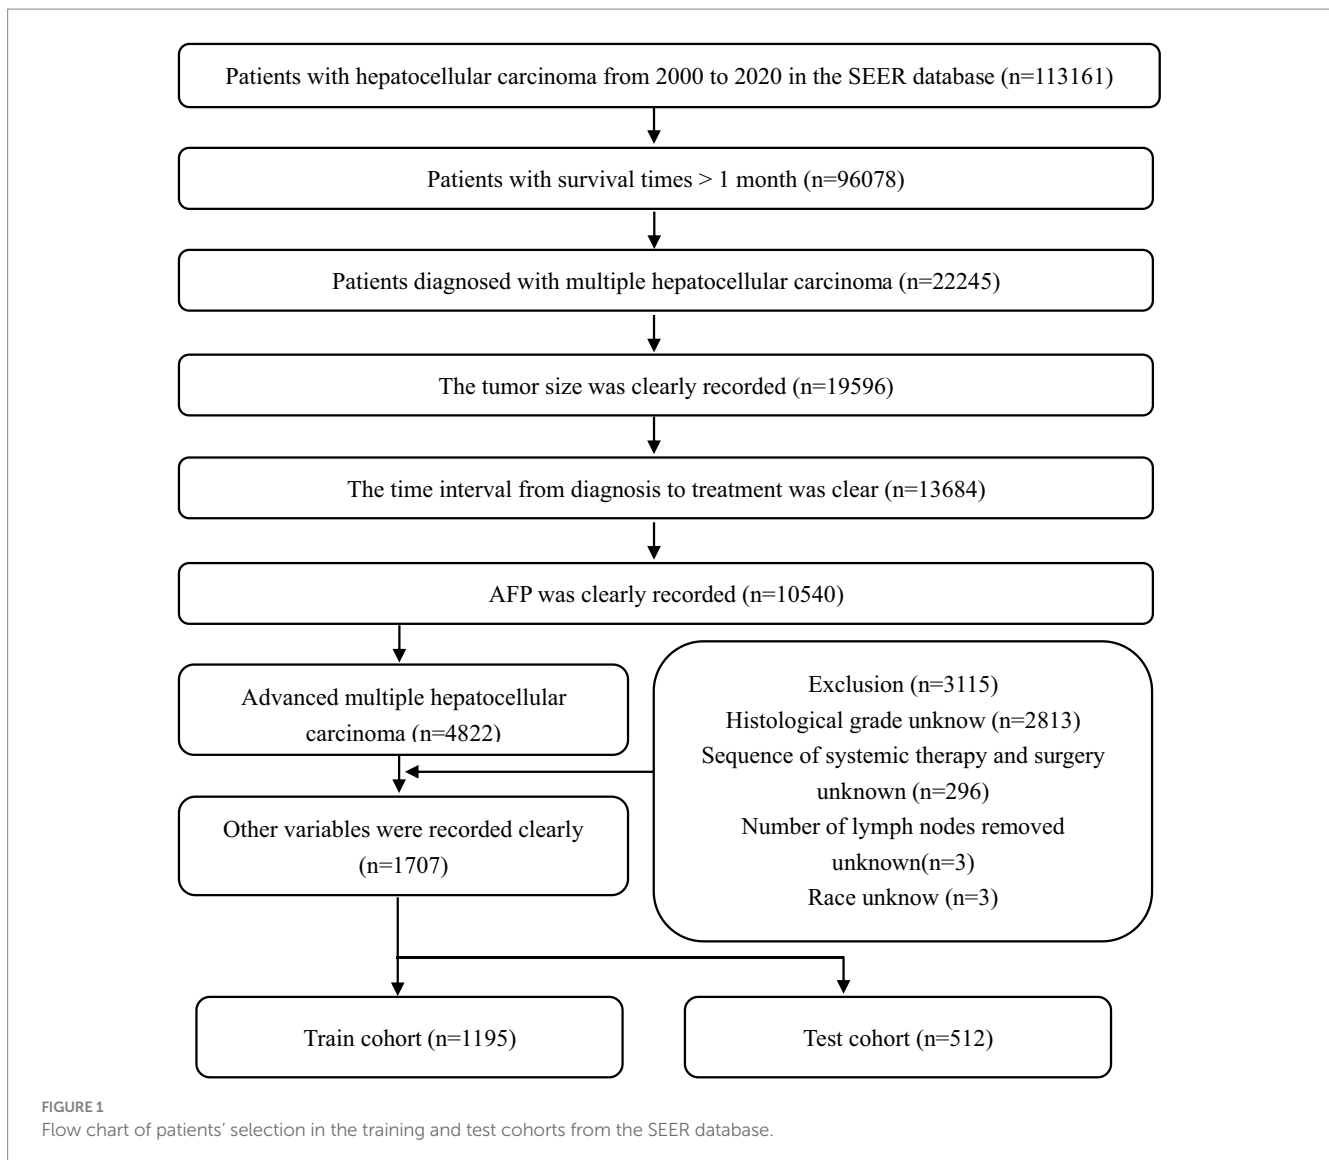 Patients with hepatocellular carcinoma from 2000 to 2020 in the SEER database (n=113161)
Patients with survival times > 1 month (n=96078)
Patients diagnosed with multiple hepatocellular carcinoma (n=22245)
The tumor size was clearly recorded (n=19596)
The time interval from diagnosis to treatment was clear (n=13684)
AFP was clearly recorded (n=10540)
Advanced multiple hepatocellular
carcinoma (n=4822)
Exclusion (n=3115)
Histological grade unknow (n=2813)
Sequence of systemic therapy and surgery
unknown (n=296)
Number of lymph nodes removed
unknown(n=3)
Race unknow (n=3)
Other variables were recorded clearly
(n=1707)
Train cohort (n=1195)
Test cohort (n=512)
FIGURE 1
Flow chart of patients' selection in the training and test cohorts from the SEER database.